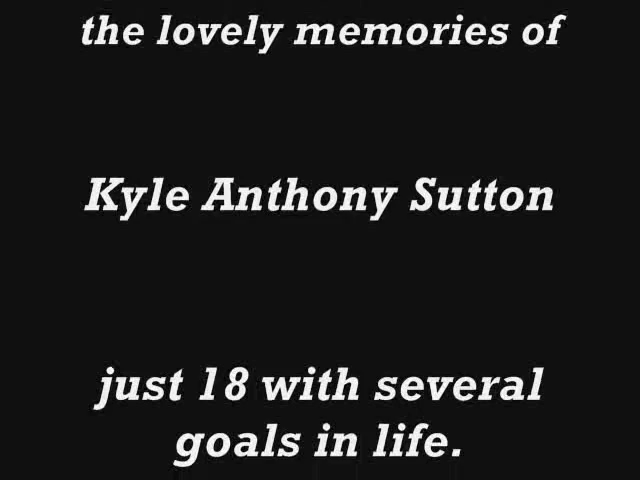 the lovely memories of
Kyle Anthony Sutton
just 18 with several
goals in life.